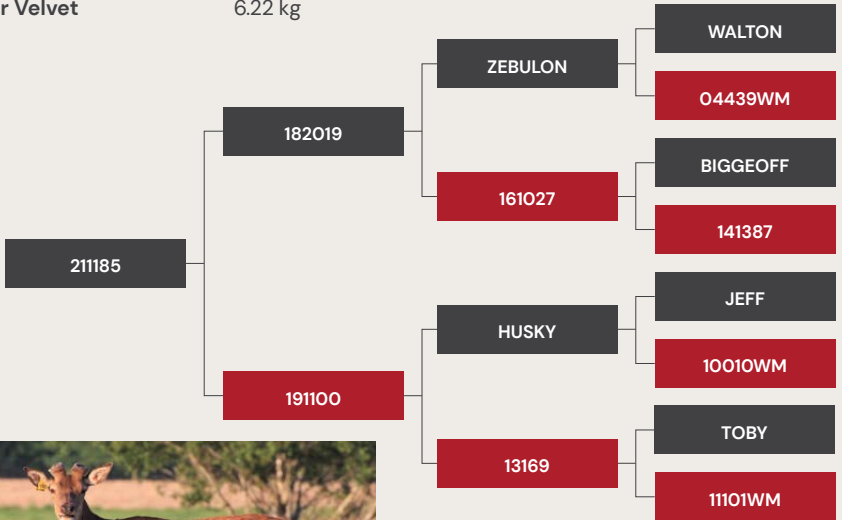 r Velvet 6.22 kg
WALTON
ZEBULON
04439WM
182019
BIGGEOFF
161027
141387
211185
JEFF
HUSKY
10010WM
191100
TOBY
13169
11101WM